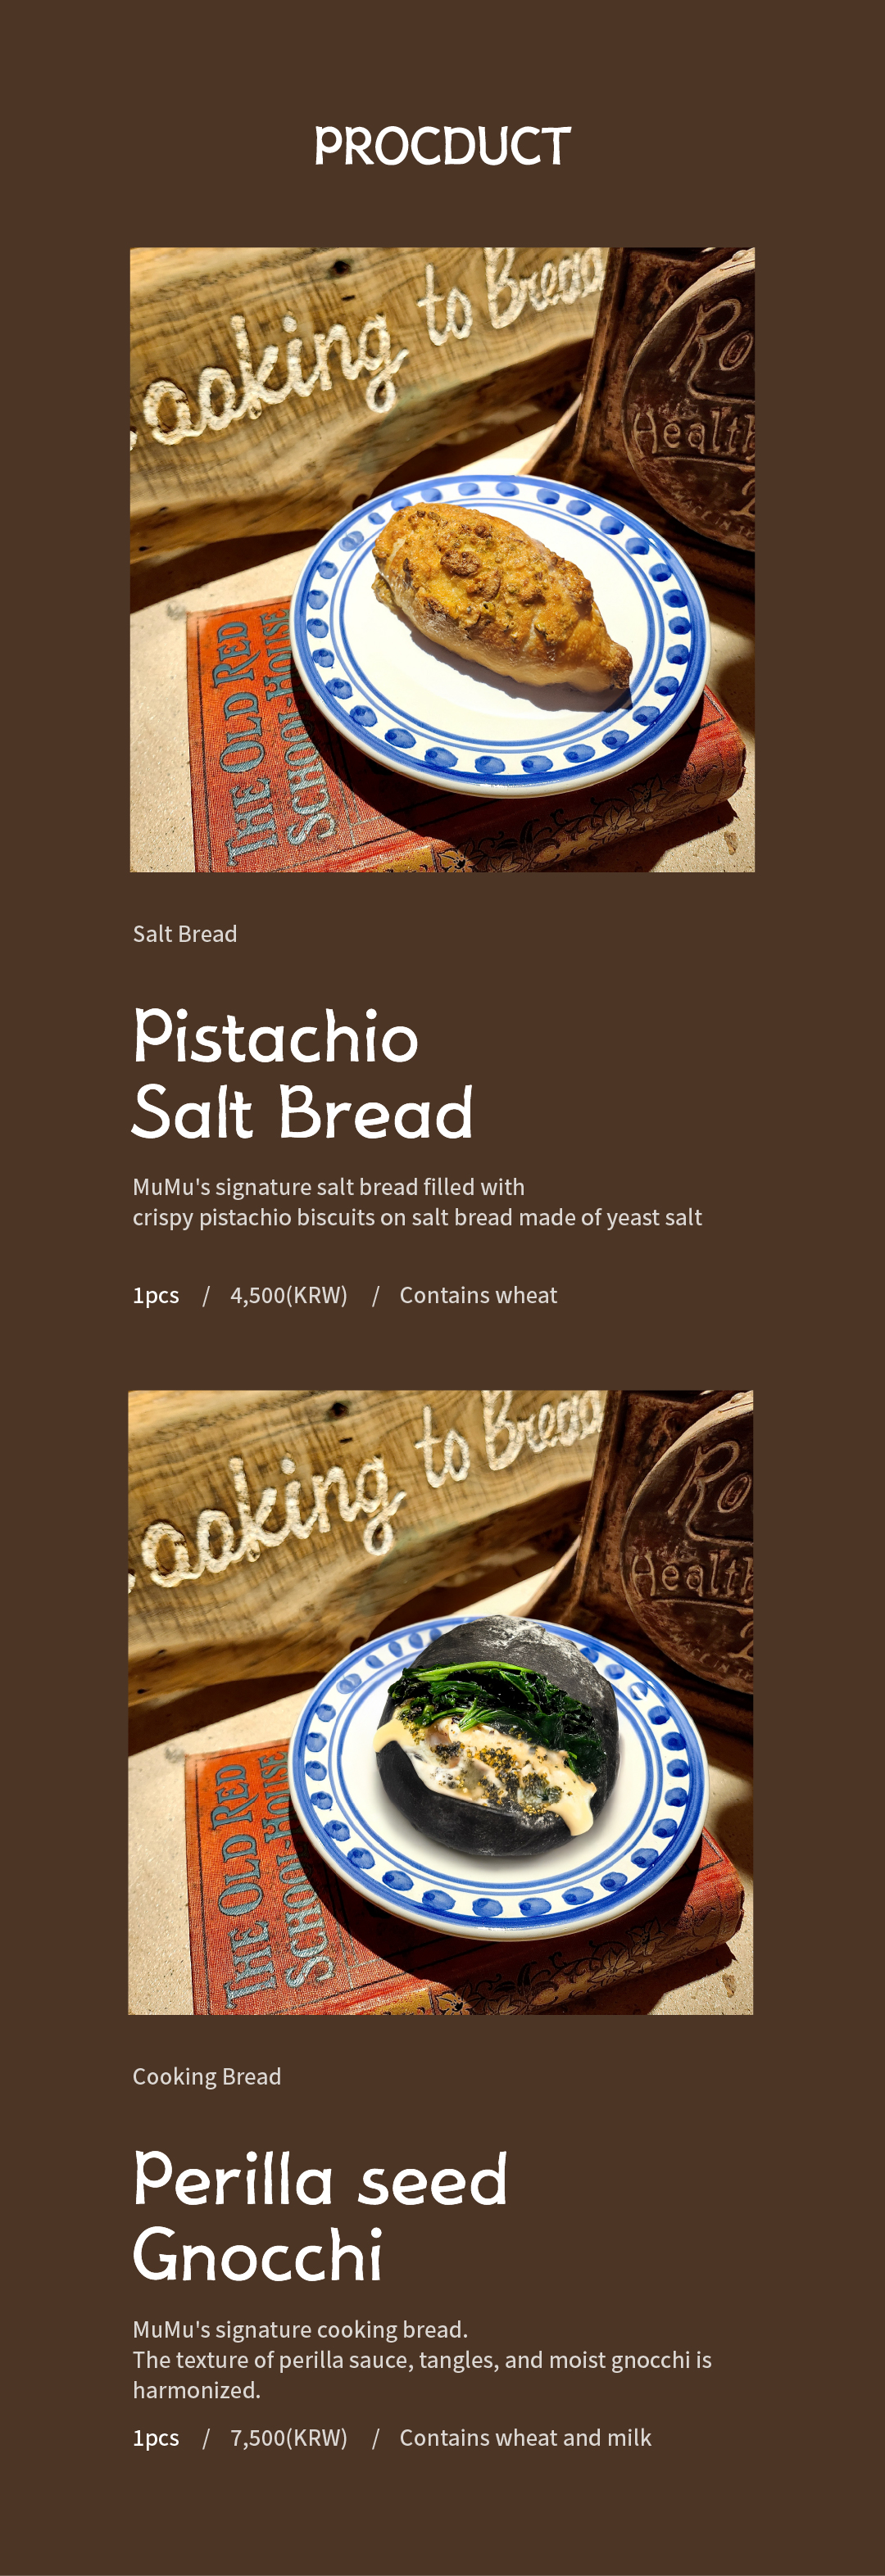 PROCDUCT
ooking to Bread
Ro
Health
THE OLD RED
SCHOOL-HOUSE
Salt Bread
Pistachio
Salt Bread
MuMu's signature salt bread filled with
crispy pistachio biscuits on salt bread made of yeast salt
1pcs / 4,500(KRW) / Contains wheat
ooking to Bread
Ro
Health
THE OLD RED
SCHOOL-HOUSE
Cooking Bread
Perilla seed
Gnocchi
MuMu's signature cooking bread.
The texture of perilla sauce, tangles, and moist gnocchi is
harmonized.
1pcs / 7,500(KRW) / Contains wheat and milk